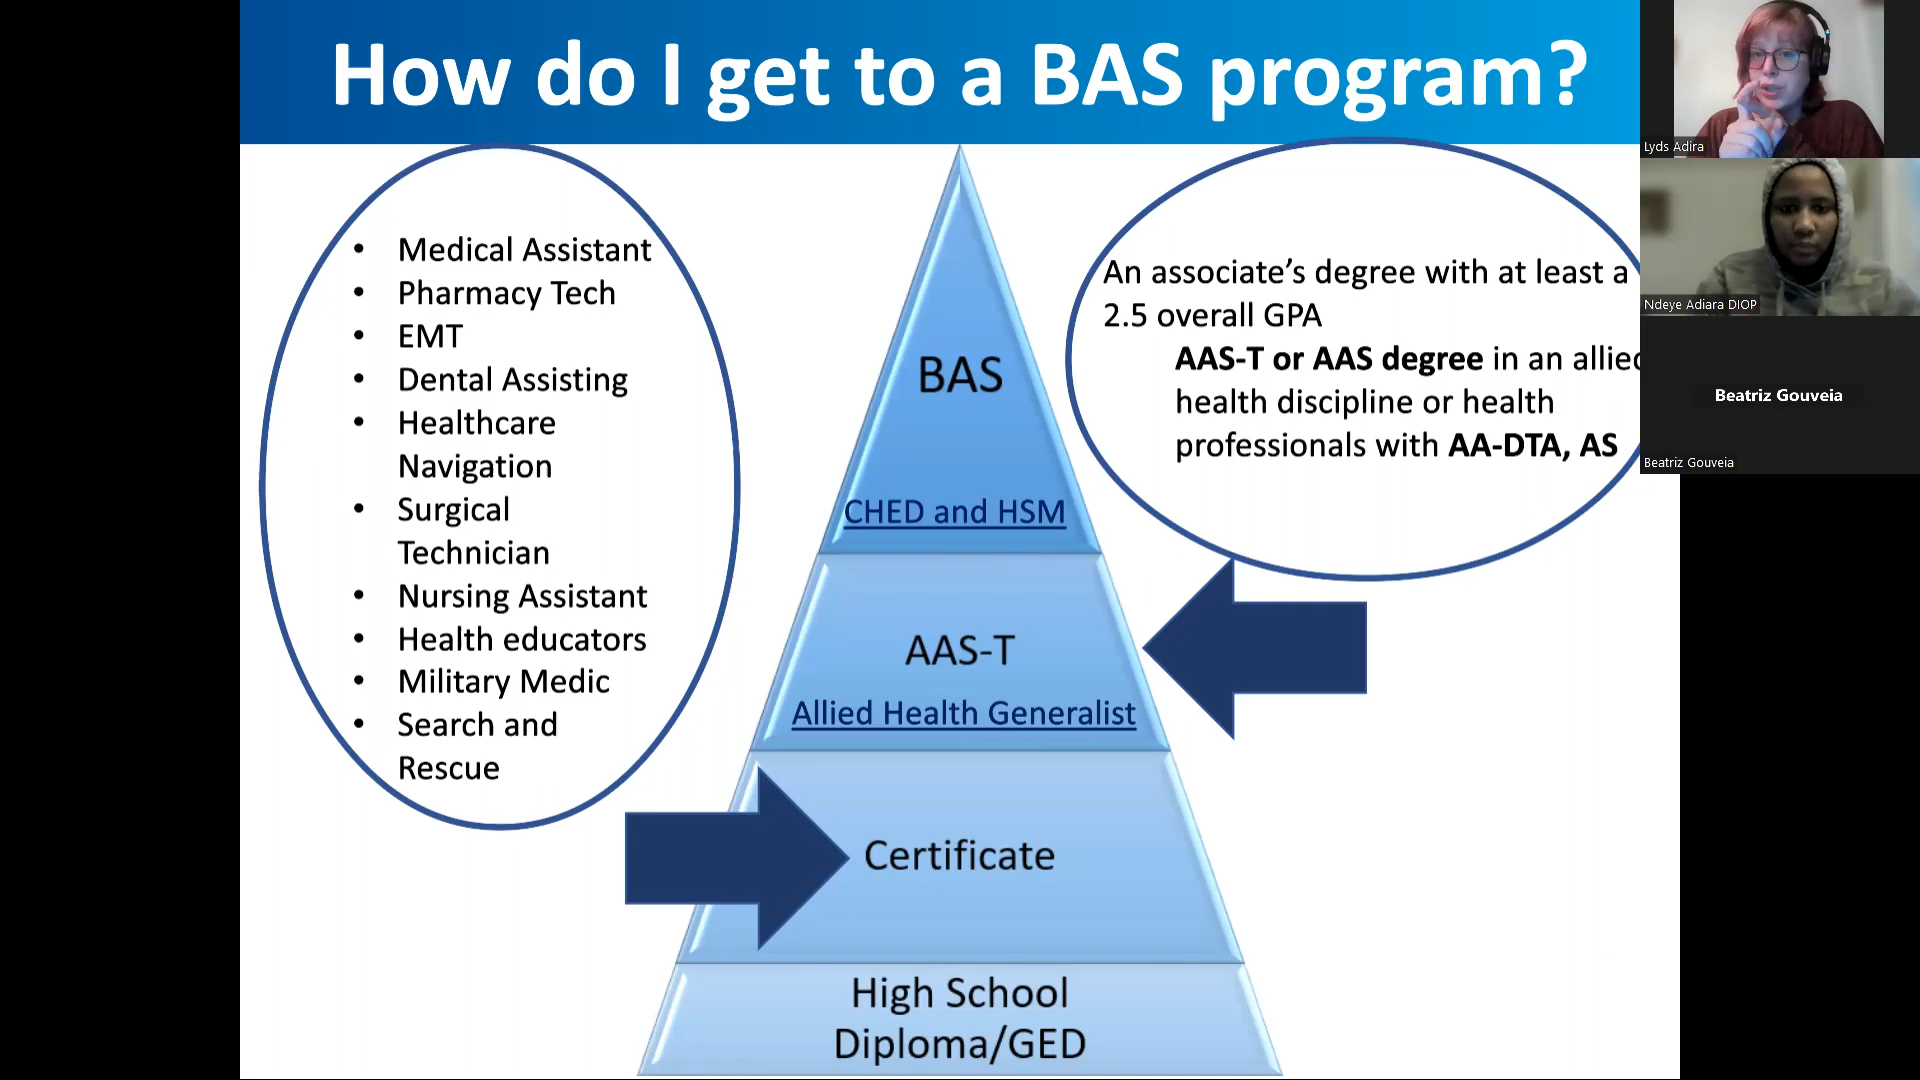 How do I get to a BAS program?
• Medical Assistant
• Pharmacy Tech
• EMT
• Dental Assisting
• Healthcare
Navigation
• Surgical
Technician
• Nursing Assistant
• Health educators
• Military Medic
• Search and
Rescue
BAS
CHED and HSM
AAS-T
Allied Health Generalist
Certificate
High School
Diploma/GED
An associate’s degree with at least a
2.5 overall GPA
AAS-T or AAS degree in an allied
health discipline or health
professionals with AA-DTA, AS
Lyds Adira
Ndeye Adiara DIOP
Beatriz Gouveia
Beatriz Gouveia